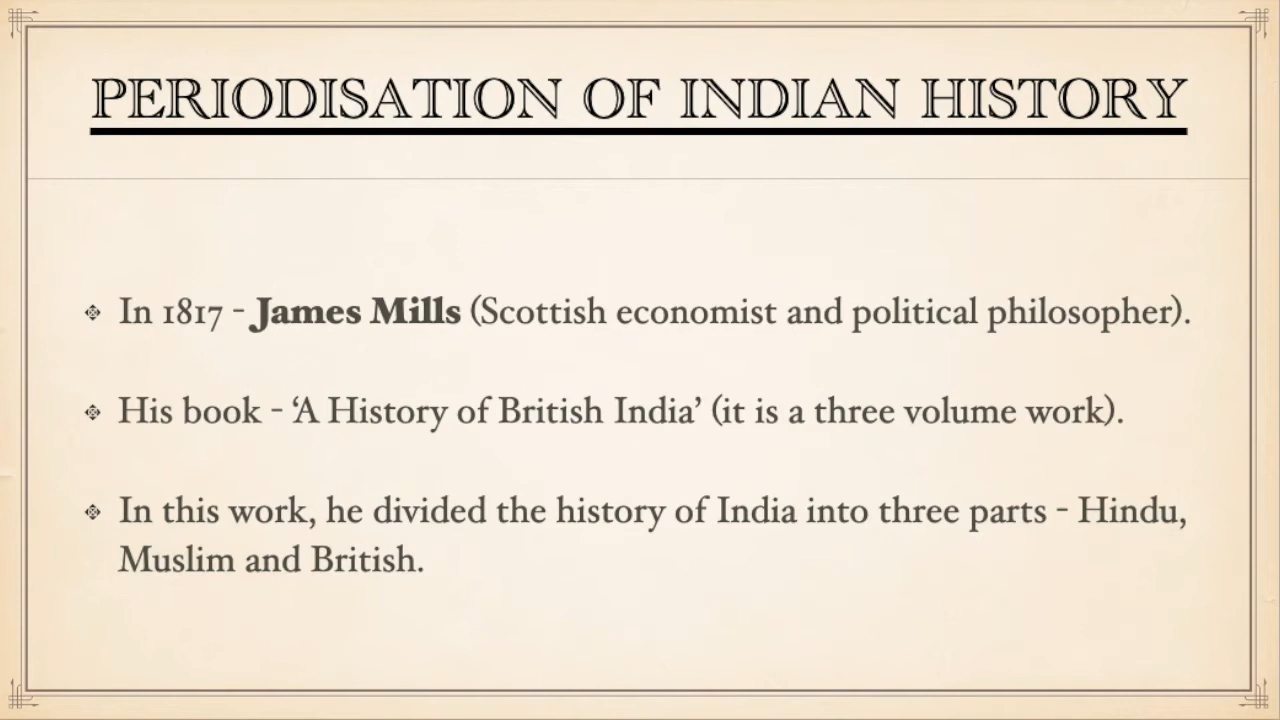 PERIODISATION OF INDIAN HISTORY
In 1817 - James Mills (Scottish economist and political philosopher).
His book - ‘A History of British India’ (it is a three volume work).
In this work, he divided the history of India into three parts - Hindu,
Muslim and British.